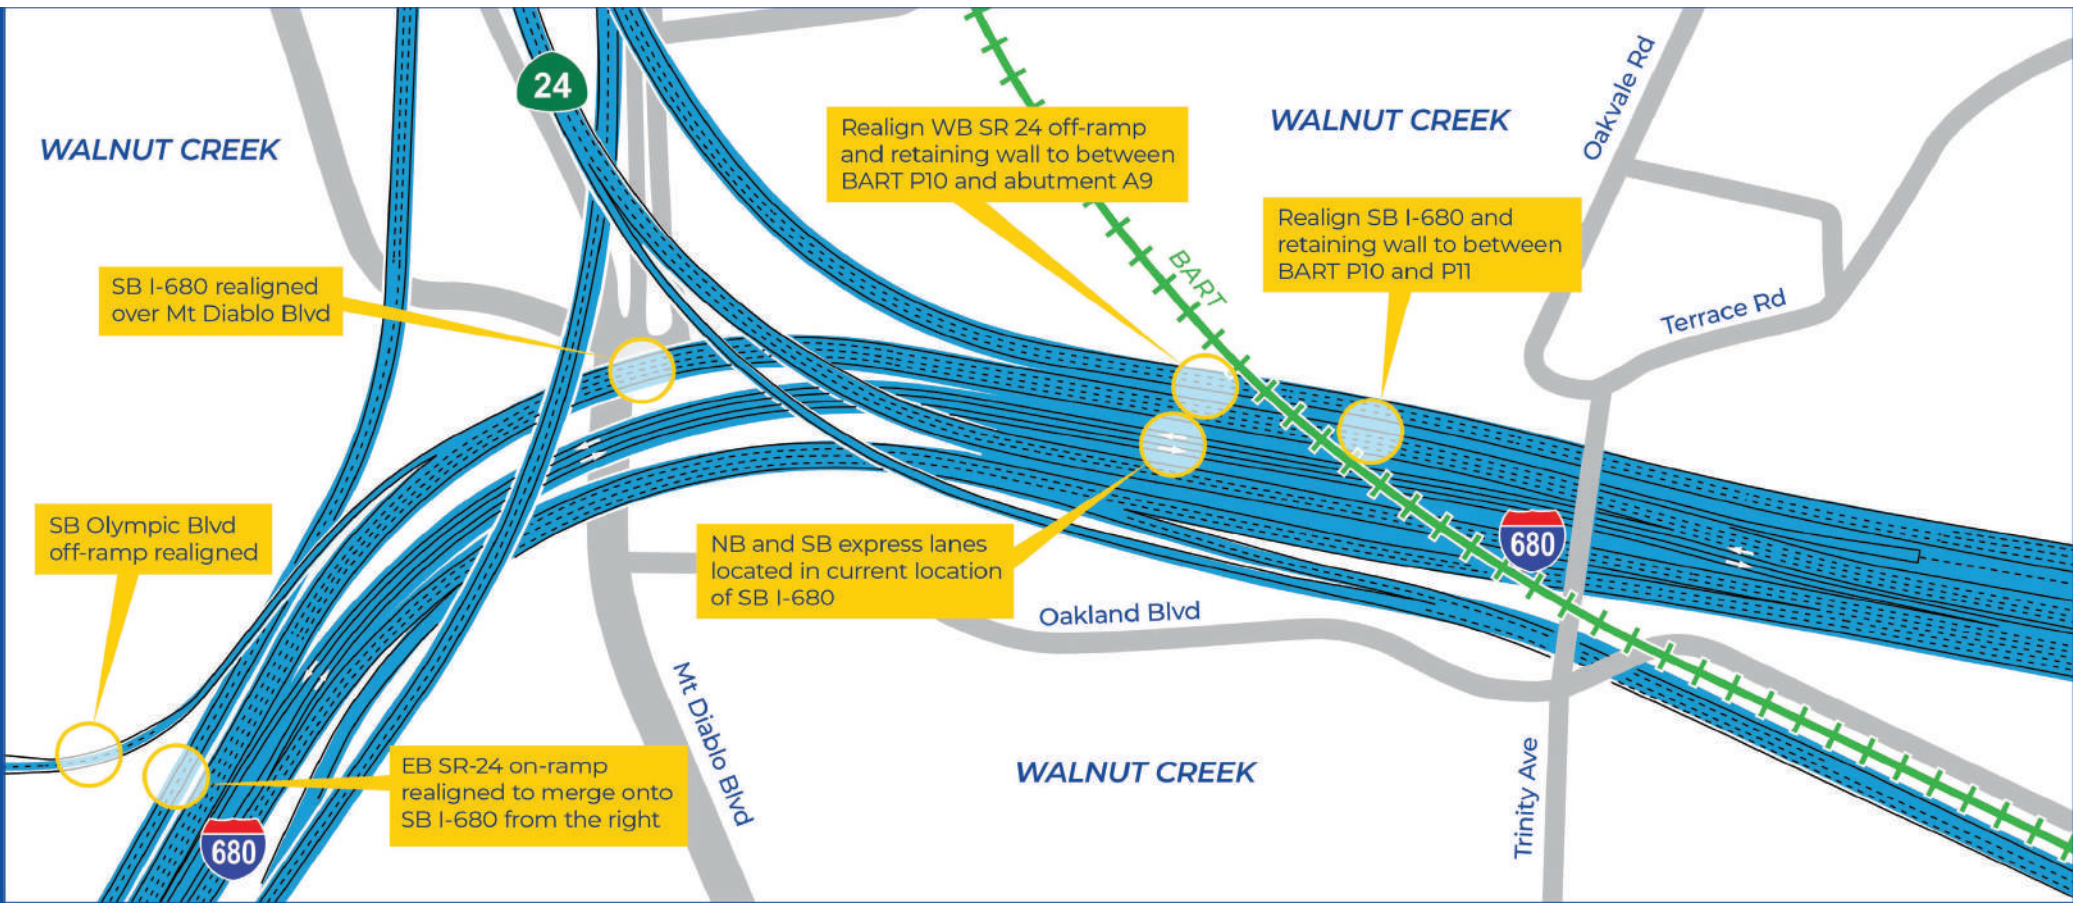 24
WALNUT CREEK
WALNUT CREEK
Oakvale Rd
Realign WB SR 24 off-ramp
and retaining wall to between
BART P10 and abutment A9
Realign SB I-680 and
retaining wall to between
BART P10 and P11
BART
SB I-680 realigned
over Mt Diablo Blvd
Terrace Rd
SB Olympic Blvd
off-ramp realigned
NB and SB express lanes
located in current location
of SB I-680
680
Oakland Blvd
Mt Diablo Blvd
EB SR-24 on-ramp
realigned to merge onto
SB I-680 from the right
WALNUT CREEK
Trinity Ave
680